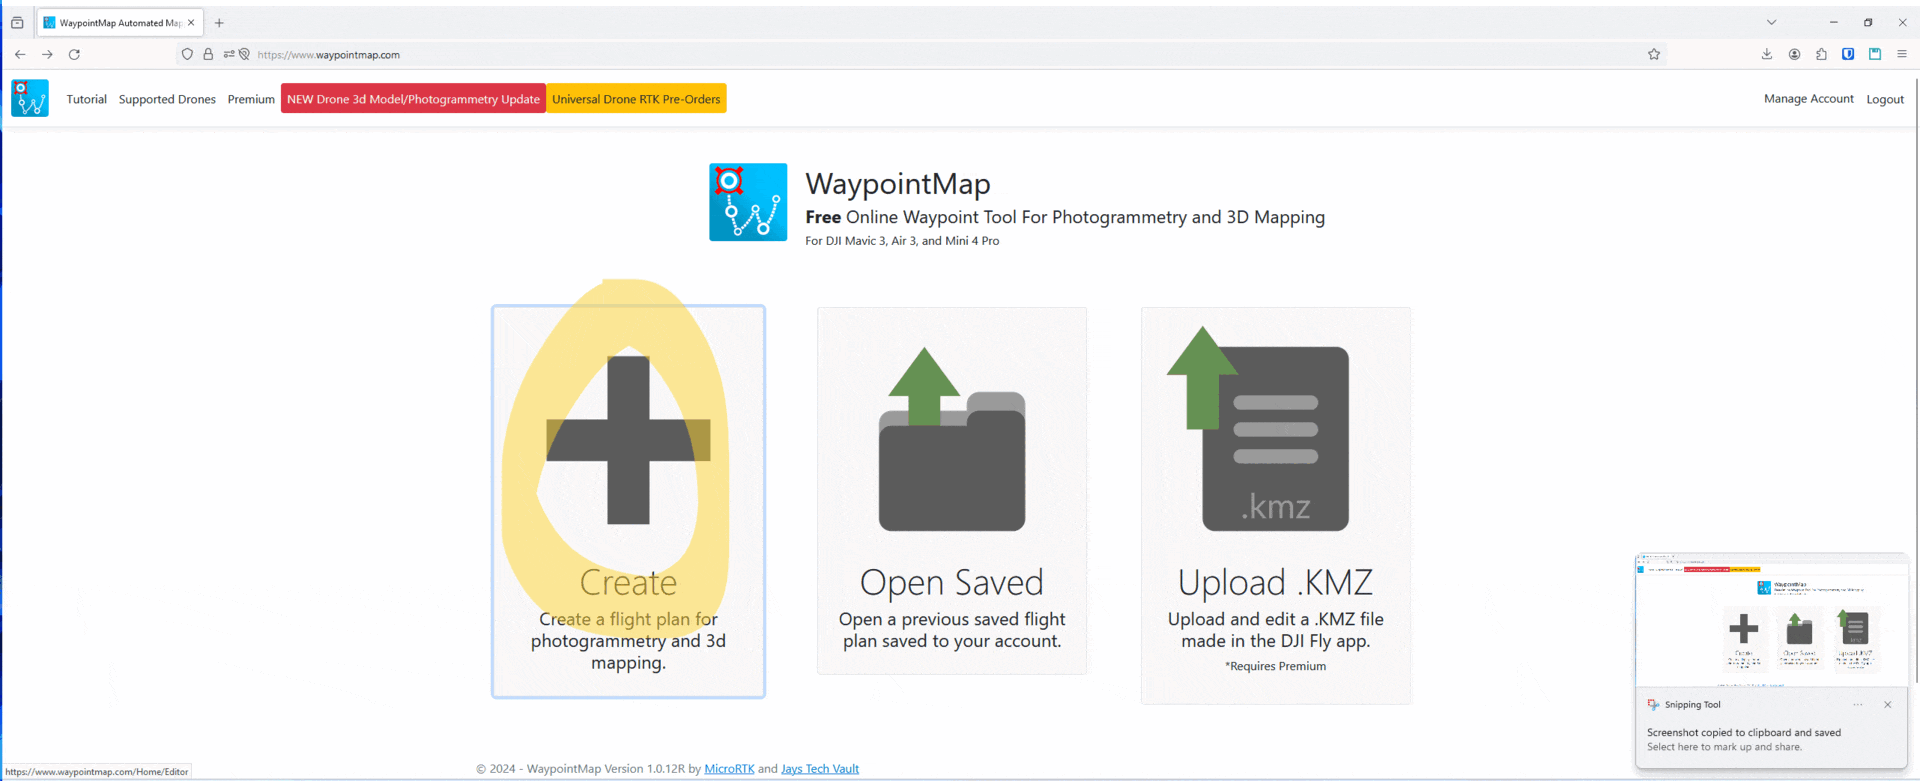 WaypointMap Automated Map
https://www.waypointmap.com
Tutorial Supported Drones Premium NEW Drone 3d Model/Photogrammetry Update Universal Drone RTK Pre-Orders Manage Account Logout
WaypointMap
Free Online Waypoint Tool For Photogrammetry and 3D Mapping
For DJI Mavic 3, Air 3, and Mini 4 Pro
Create
Create a flight plan for
photogrammetry and 3d
mapping.
Open Saved
Open a previous saved flight
plan saved to your account.
.kmz
Upload .KMZ
Upload and edit a .KMZ file
made in the DJI Fly app.
*Requires Premium
Snipping Tool
Screenshot copied to clipboard and saved
Select here to mark up and share.
© 2024 - WaypointMap Version 1.0.12R by MicroRTK and Jays Tech Vault
https://www.waypointmap.com/Home/Editor